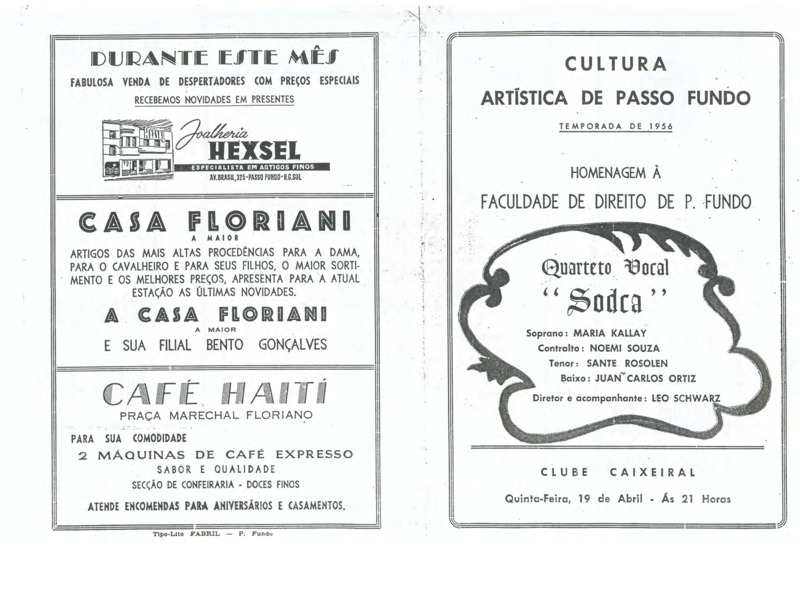 DURANTE ESTE MÊS
FABULOSA VENDA DE DESPERTADORES COM PREÇOS ESPECIAIS
RECEBEMOS NOVIDADES EM PRESENTES
Joalheria
HEXSEL
ESPECIALISTA EM ARTIGOS FINOS
AV. BRASIL, 325 - PASSO FUNDO - R.G. SUL
CASA FLORIANI
A MAIOR
ARTIGOS DAS MAIS ALTAS PROCEDÊNCIAS PARA A DAMA,
PARA O CAVALHEIRO E PARA SEUS FILHOS, O MAIOR SORTI-
MENTO E OS MELHORES PREÇOS, APRESENTA PARA A ATUAL
ESTAÇÃO AS ÚLTIMAS NOVIDADES.
A CASA FLORIANI
A MAIOR
E SUA FILIAL BENTO GONÇALVES
CAFÉ HAITÍ
PRAÇA MARECHAL FLORIANO
PARA SUA COMODIDADE
2 MÁQUINAS DE CAFÉ EXPRESSO
SABOR E QUALIDADE
SECÇÃO DE CONFEIRARIA - DOCES FINOS
ATENDE ENCOMENDAS PARA ANIVERSÁRIOS E CASAMENTOS.
Tipo-Lito FABRIL — P. Fundo
CULTURA
ARTÍSTICA DE PASSO FUNDO
TEMPORADA DE 1956
HOMENAGEM À
FACULDADE DE DIREITO DE P. FUNDO
Quarteto Vocal
"Sodca"
Soprano: MARIA KALLAY
Contralto: NOEMI SOUZA
Tenor: SANTE ROSOLEN
Baixo: JUAN CARLOS ORTIZ
Diretor e acompanhante: LEO SCHWARZ
CLUBE CAIXEIRAL
Quinta-Feira, 19 de Abril - Ás 21 Horas